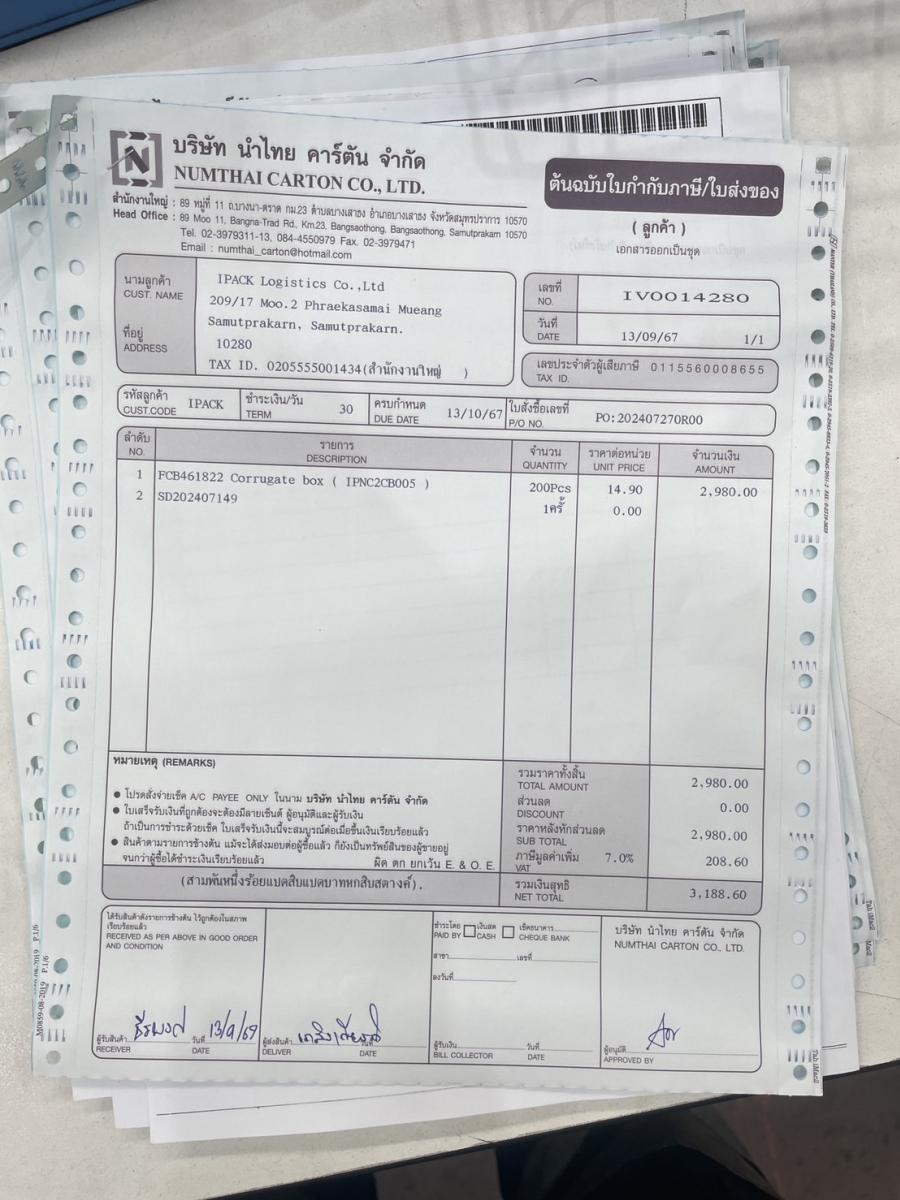 บริษัท นำไทย คาร์ตัน จำกัด
NUMTHAI CARTON CO., LTD.
สำนักงานใหญ่ : 89 หมู่ที่ 11 ถ.บางนา-ตราด กม.23 ตำบลบางเสาธง อำเภอบางเสาธง จังหวัดสมุทรปราการ 10570
Head Office : 89 Moo 11, Bangna-Trad Rd., Km.23, Bangsaothong, Bangsaothong, Samutprakarn 10570
Tel. 02-3979311-13, 084-4550979 Fax. 02-3979471
Email : numthai_carton@hotmail.com
ต้นฉบับใบกำกับภาษี/ใบส่งของ
( ลูกค้า )
เอกสารออกเป็นชุด
นามลูกค้า
CUST. NAME
ที่อยู่
ADDRESS
IPACK Logistics Co.,Ltd
209/17 Moo.2 Phraekasamai Mueang
Samutprakarn, Samutprakarn.
10280
TAX ID. 0205555001434(สำนักงานใหญ่ )
เลขที่
NO. IV0014280
วันที่
DATE 13/09/67 1/1
เลขประจำตัวผู้เสียภาษี 0115560008655
TAX ID.
รหัสลูกค้า
CUST.CODE IPACK
ชำระเงิน/วัน
TERM 30
ครบกำหนด
DUE DATE 13/10/67
ใบสั่งซื้อเลขที่
P/O NO. PO:202407270R00
ลำดับ รายการ จำนวน ราคาต่อหน่วย จำนวนเงิน
NO. DESCRIPTION QUANTITY UNIT PRICE AMOUNT
1 FCB461822 Corrugate box ( IPNC2CB005 ) 200Pcs 14.90 2,980.00
2 SD202407149 1ครั้ 0.00
หมายเหตุ (REMARKS)
● โปรดสั่งจ่ายเช็ค A/C PAYEE ONLY ในนาม บริษัท นำไทย คาร์ตัน จำกัด
● ใบเสร็จรับเงินที่ถูกต้องจะต้องมีลายเซ็นต์ ผู้อนุมัติและผู้รับเงิน
ถ้าเป็นการชำระด้วยเช็ค ใบเสร็จรับเงินนี้จะสมบูรณ์ต่อเมื่อขึ้นเงินเรียบร้อยแล้ว
● สินค้าตามรายการข้างต้น แม้จะได้ส่งมอบต่อผู้ซื้อแล้ว ก็ยังเป็นทรัพย์สินของผู้ขายอยู่
จนกว่าผู้ซื้อได้ชำระเงินเรียบร้อยแล้ว
ผิด ตก ยกเว้น E. & O. E.
รวมราคาทั้งสิ้น
TOTAL AMOUNT 2,980.00
ส่วนลด
DISCOUNT 0.00
ราคาหลังหักส่วนลด
SUB TOTAL 2,980.00
ภาษีมูลค่าเพิ่ม 7.0%
VAT 208.60
(สามพันหนึ่งร้อยแปดสิบแปดบาทหกสิบสตางค์).
รวมเงินสุทธิ
NET TOTAL 3,188.60
ได้รับสินค้าดังรายการข้างต้น ไว้ถูกต้องในสภาพ
เรียบร้อยแล้ว
RECEIVED AS PER ABOVE IN GOOD ORDER
AND CONDITION
ธีรพงส์ 13/9/69
ผู้รับสินค้า วันที่
RECEIVER DATE
ผู้ส่งสินค้า วันที่
DELIVER DATE
ชำระโดย เงินสด เช็คธนาคาร
PAID BY CASH CHEQUE BANK
สาขา เลขที่
ลงวันที่
ผู้รับเงิน วันที่
BILL COLLECTOR DATE
บริษัท นำไทย คาร์ตัน จำกัด
NUMTHAI CARTON CO., LTD.
ผู้อนุมัติ
APPROVED BY
M0859-08-2019 P.1/6